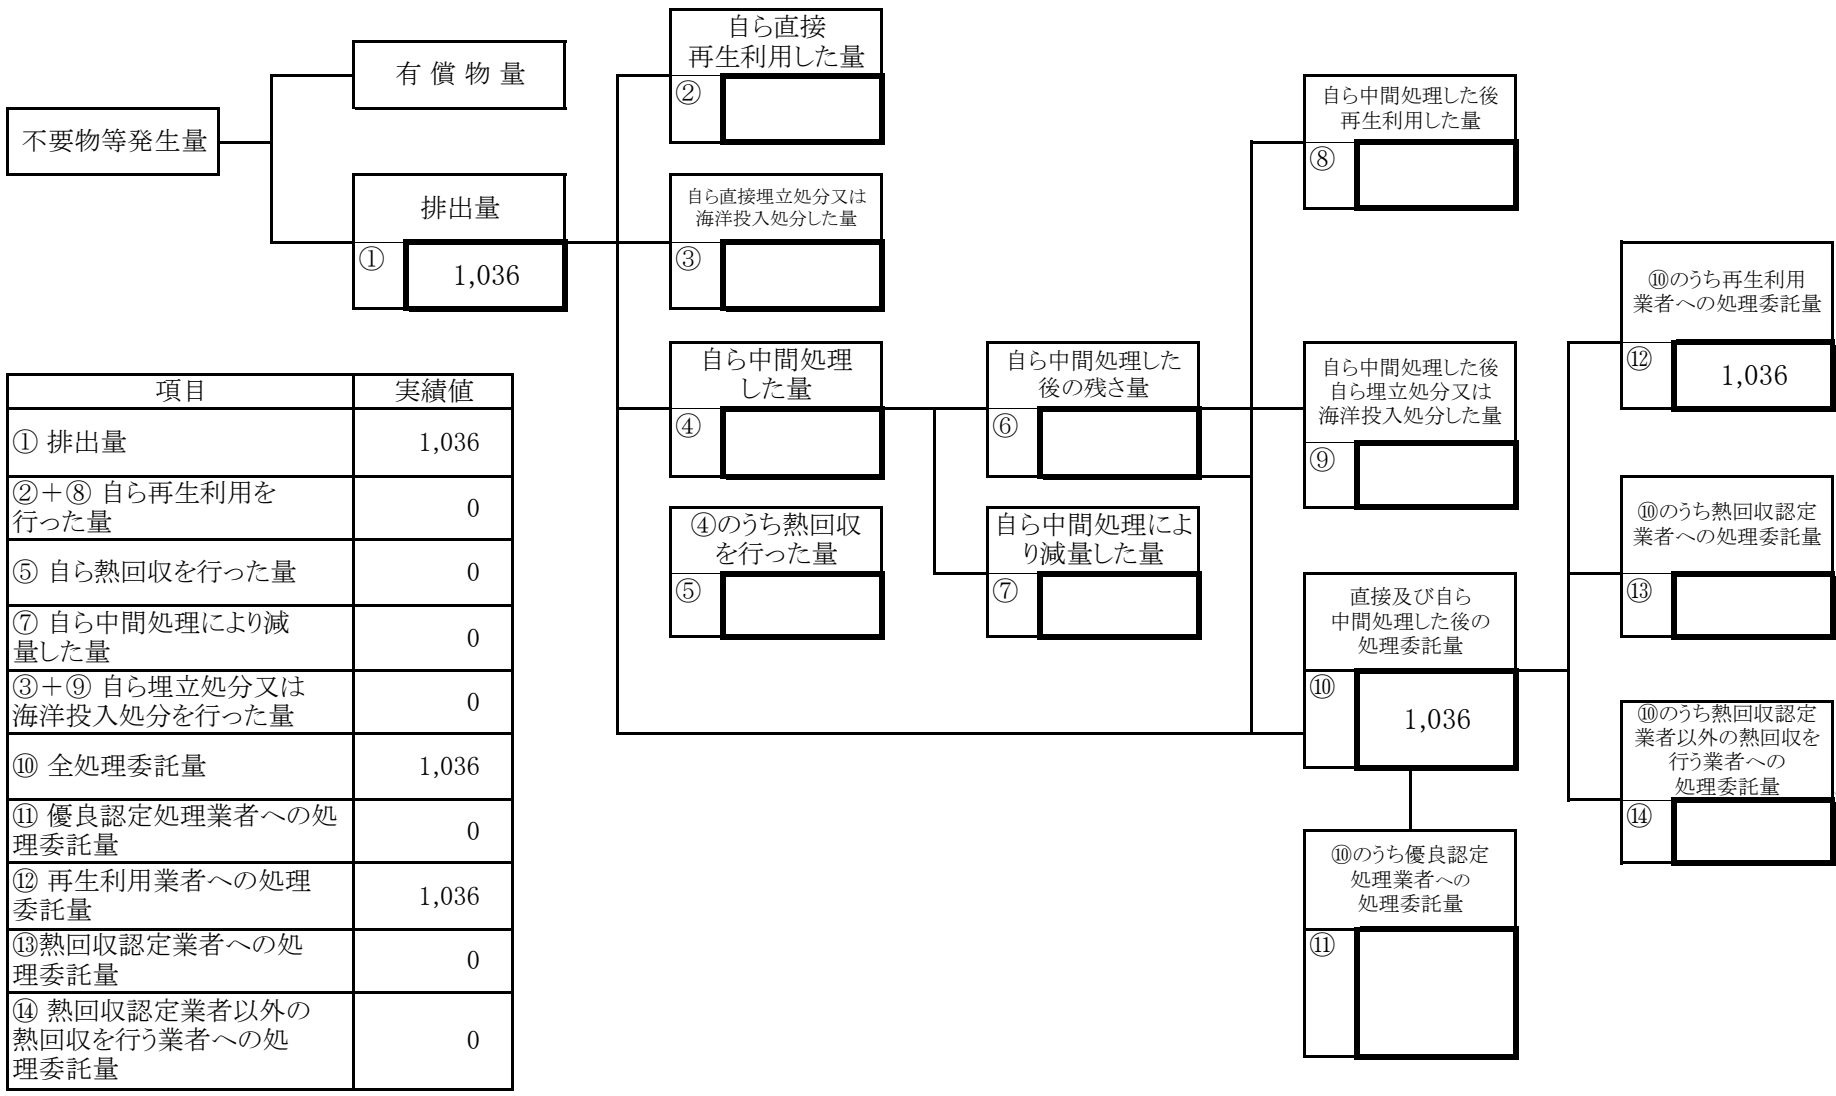 自ら直接
再生利用した量
②
有償物量
不要物等発生量
排出量
①
1,036
自ら直接埋立処分又は
海洋投入処分した量
③
自ら中間処理した後
再生利用した量
⑧
自ら中間処理
した量
④
自ら中間処理した
後の残さ量
⑥
自ら中間処理した後
自ら埋立処分又は
海洋投入処分した量
⑨
⑩のうち再生利用
業者への処理委託量
⑫
1,036
④のうち熱回収
を行った量
⑤
自ら中間処理によ
り減量した量
⑦
⑩のうち熱回収認定
業者への処理委託量
⑬
直接及び自ら
中間処理した後の
処理委託量
⑩
1,036
⑩のうち熱回収認定
業者以外の熱回収を
行う業者への
処理委託量
⑭
⑩のうち優良認定
処理業者への
処理委託量
⑪
項目 実績値
① 排出量 1,036
②＋⑧ 自ら再生利用を
行った量 0
⑤ 自ら熱回収を行った量 0
⑦ 自ら中間処理により減
量した量 0
③＋⑨ 自ら埋立処分又は
海洋投入処分を行った量 0
⑩ 全処理委託量 1,036
⑪ 優良認定処理業者への処
理委託量 0
⑫ 再生利用業者への処理
委託量 1,036
⑬熱回収認定業者への処
理委託量 0
⑭ 熱回収認定業者以外の
熱回収を行う業者への処
理委託量 0